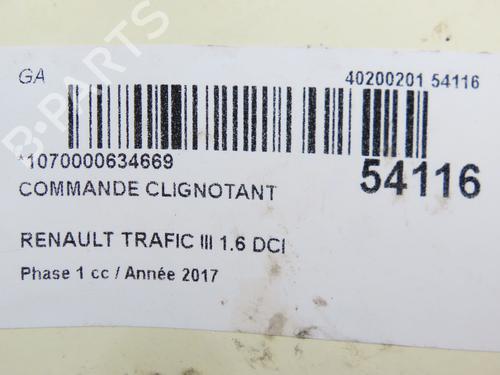 GA
40200201 54116
*1070000634669
54116
COMMANDE CLIGNOTANT
RENAULT TRAFIC III 1.6 DCI
Phase 1 cc / Année 2017
B-PARTS